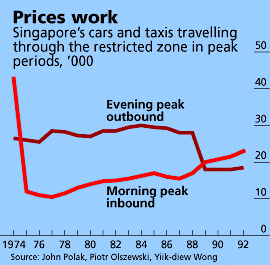 Prices work
Singapore's cars and taxis travelling
through the restricted zone in peak
periods, '000
50
40
30
20
10
0
Evening peak
outbound
Morning peak
inbound
1974 76 78 80 82 84 86 88 90 92
Source: John Polak, Piotr Olszewski, Yiik-diew Wong